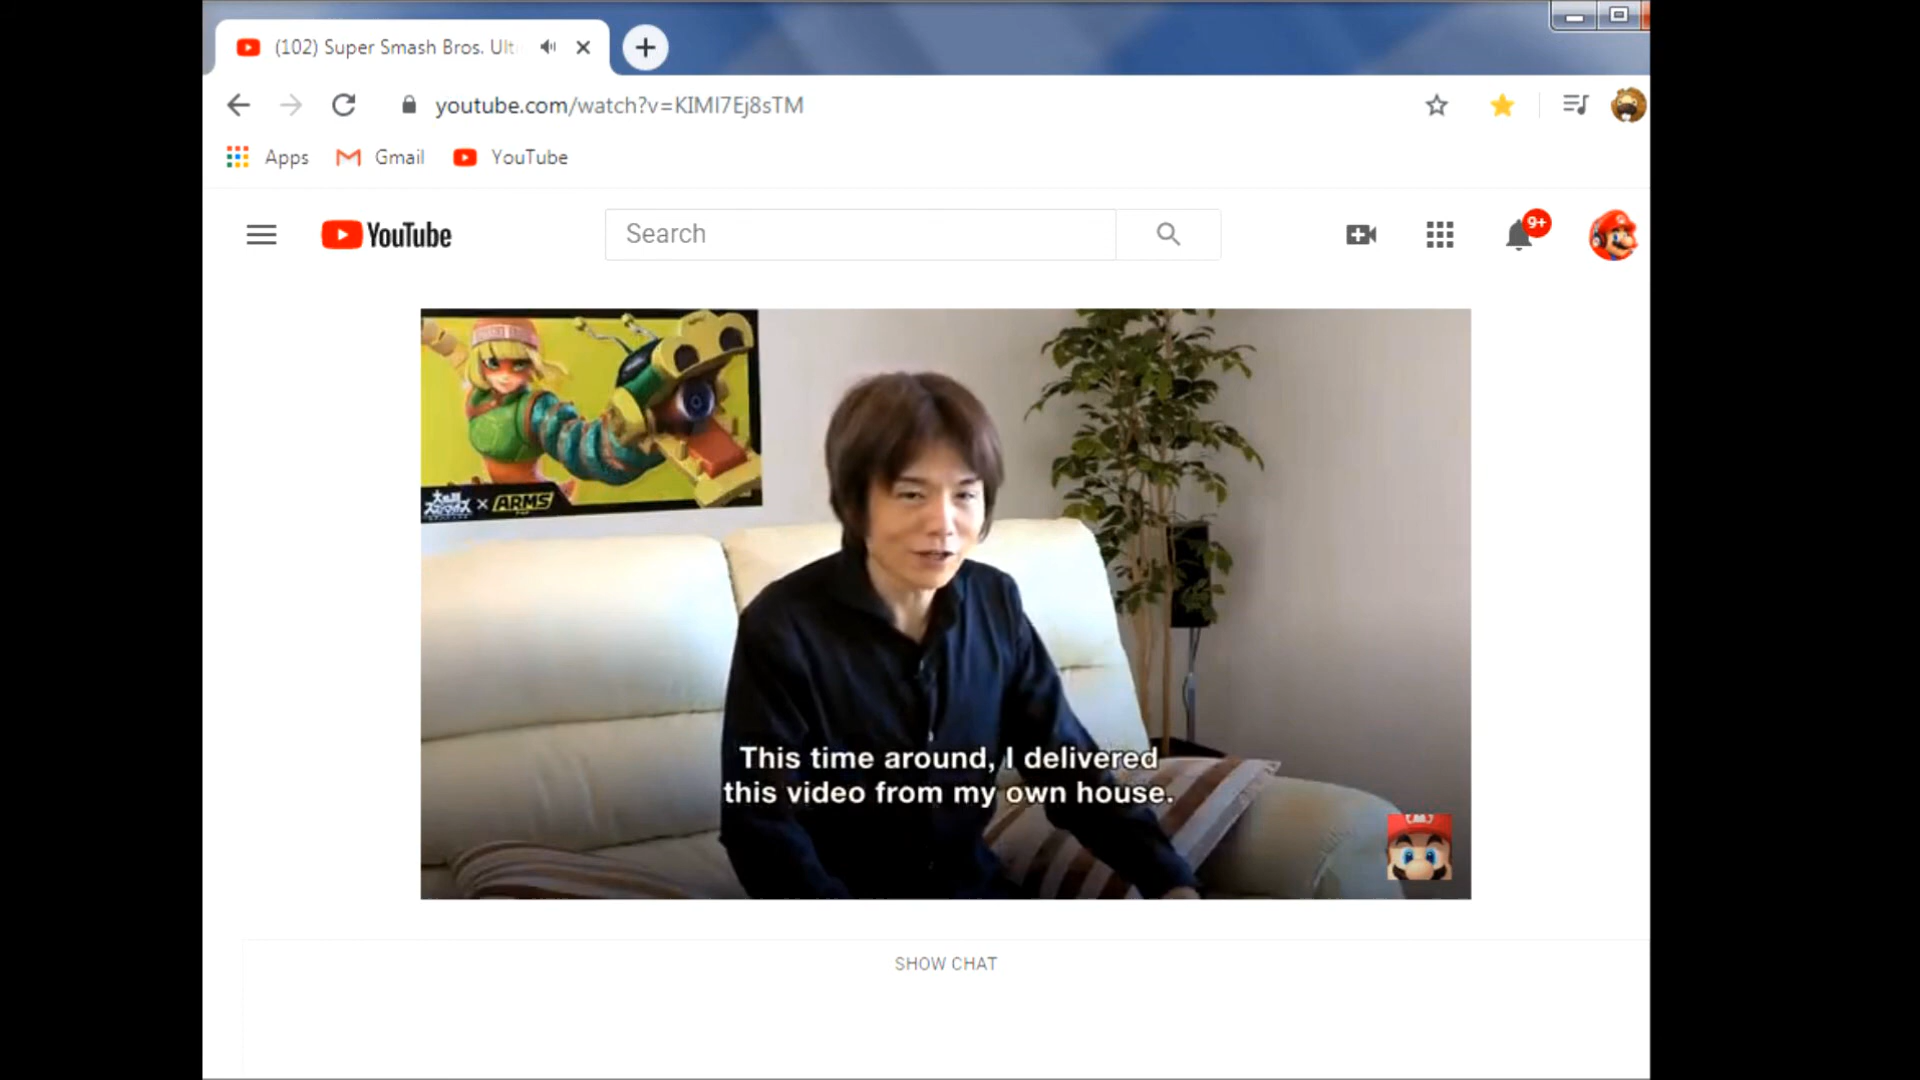 (102) Super Smash Bros. Ult
youtube.com/watch?v=KIMI7Ej8sTM
Apps
Gmail
YouTube
YouTube
Search
9+
× ARMS
This time around, I delivered
this video from my own house.
SHOW CHAT